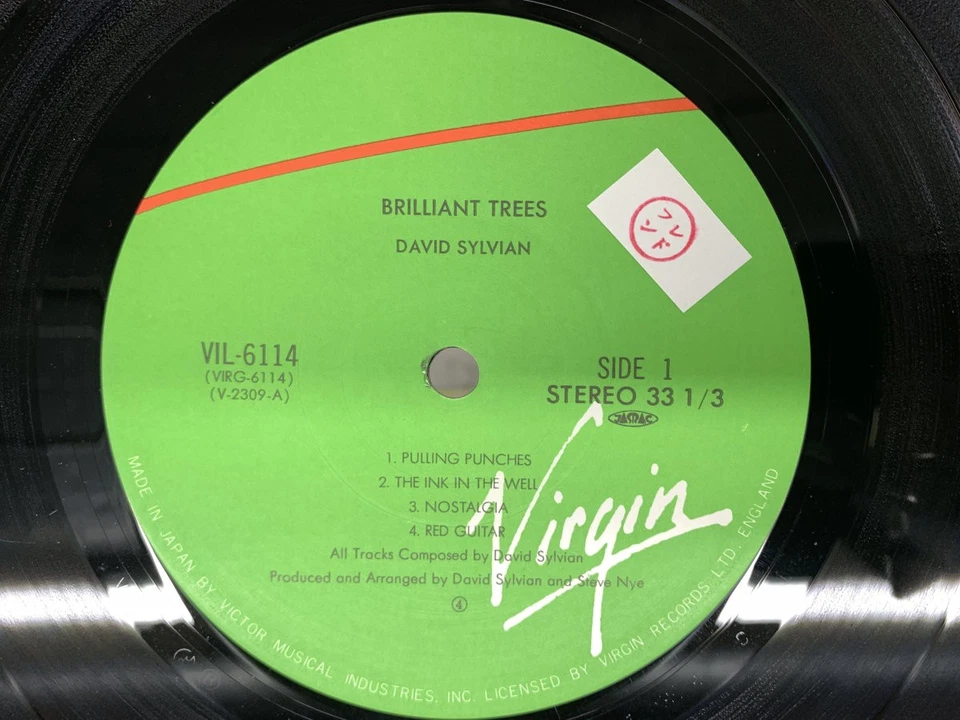 BRILLIANT TREES
DAVID SYLVIAN
VIL-6114
(VIRG-6114)
(V-2309-A)
SIDE 1
STEREO 33 1/3
JASRAC
1. PULLING PUNCHES
2. THE INK IN THE WELL
3. NOSTALGIA
4. RED GUITAR
All Tracks Composed by David Sylvian
Produced and Arranged by David Sylvian and Steve Nye
④
Virgin
MADE IN JAPAN BY VICTOR MUSICAL INDUSTRIES, INC. LICENSED BY VIRGIN RECORDS LTD., ENGLAND